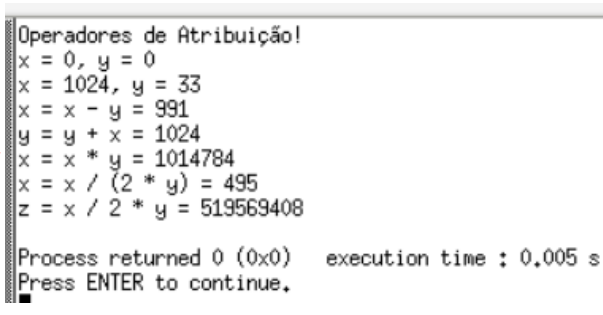 Operadores de Atribuição!
x = 0, y = 0
x = 1024, y = 33
x = x - y = 991
y = y + x = 1024
x = x * y = 1014784
x = x / (2 * y) = 495
z = x / 2 * y = 519569408
Process returned 0 (0x0)   execution time : 0.005 s
Press ENTER to continue.